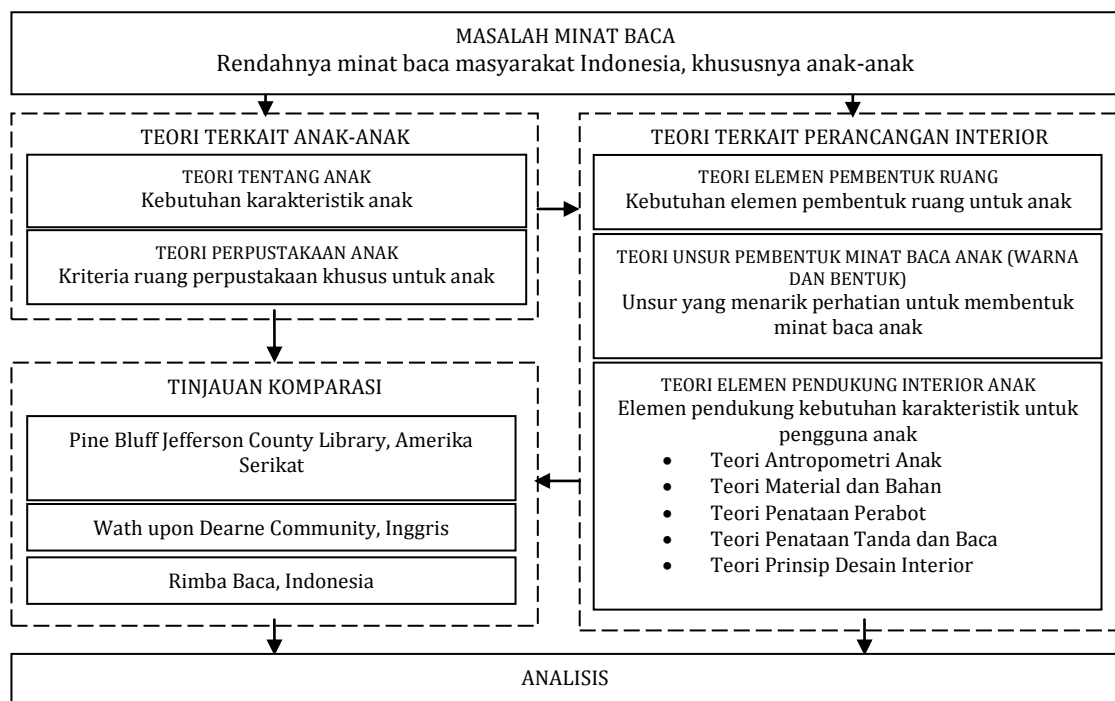 MASALAH MINAT BACA
Rendahnya minat baca masyarakat Indonesia, khususnya anak-anak
TEORI TERKAIT ANAK-ANAK
TEORI TENTANG ANAK
Kebutuhan karakteristik anak
TEORI PERPUSTAKAAN ANAK
Kriteria ruang perpustakaan khusus untuk anak
TEORI TERKAIT PERANCANGAN INTERIOR
TEORI ELEMEN PEMBENTUK RUANG
Kebutuhan elemen pembentuk ruang untuk anak
TEORI UNSUR PEMBENTUK MINAT BACA ANAK (WARNA
DAN BENTUK)
Unsur yang menarik perhatian untuk membentuk
minat baca anak
TEORI ELEMEN PENDUKUNG INTERIOR ANAK
Elemen pendukung kebutuhan karakteristik untuk
pengguna anak
• Teori Antropometri Anak
• Teori Material dan Bahan
• Teori Penataan Perabot
• Teori Penataan Tanda dan Baca
• Teori Prinsip Desain Interior
TINJAUAN KOMPARASI
Pine Bluff Jefferson County Library, Amerika
Serikat
Wath upon Dearne Community, Inggris
Rimba Baca, Indonesia
ANALISIS